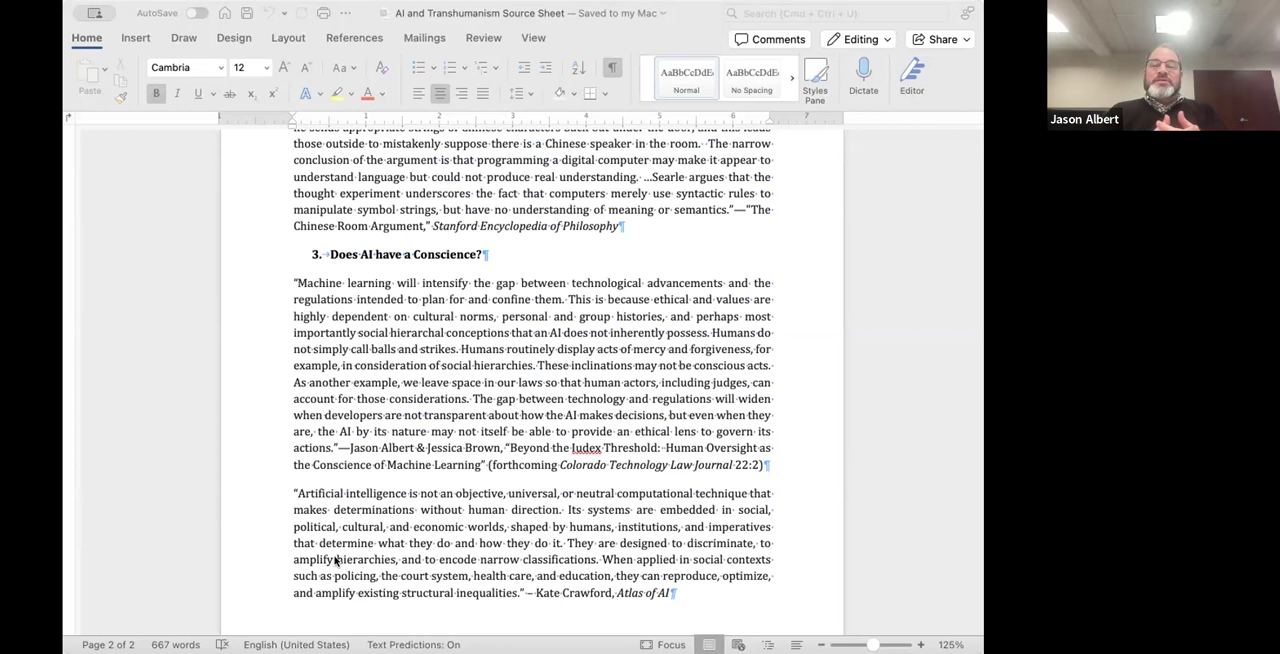 AutoSave
AI and Transhumanism Source Sheet — Saved to my Mac
Search (Cmd + Ctrl + U)
Home Insert Draw Design Layout References Mailings Review View
Comments Editing Share
Paste
Cambria 12
AaBbCcDdE AaBbCcDdE
Normal No Spacing
Styles Pane
Dictate
Editor
Jason Albert
1 1 2 3 4 5 6 7
those outside to mistakenly suppose there is a Chinese speaker in the room. The narrow
conclusion of the argument is that programming a digital computer may make it appear to
understand language but could not produce real understanding. …Searle argues that the
thought experiment underscores the fact that computers merely use syntactic rules to
manipulate symbol strings, but have no understanding of meaning or semantics.”—“The
Chinese Room Argument,” Stanford Encyclopedia of Philosophy¶
3. Does AI have a Conscience?¶
“Machine learning will intensify the gap between technological advancements and the
regulations intended to plan for and confine them. This is because ethical and values are
highly dependent on cultural norms, personal and group histories, and perhaps most
importantly social hierarchal conceptions that an AI does not inherently possess. Humans do
not simply call balls and strikes. Humans routinely display acts of mercy and forgiveness, for
example, in consideration of social hierarchies. These inclinations may not be conscious acts.
As another example, we leave space in our laws so that human actors, including judges, can
account for those considerations. The gap between technology and regulations will widen
when developers are not transparent about how the AI makes decisions, but even when they
are, the AI by its nature may not itself be able to provide an ethical lens to govern its
actions.”—Jason Albert & Jessica Brown, “Beyond the Judex Threshold: Human Oversight as
the Conscience of Machine Learning” (forthcoming Colorado Technology Law Journal 22:2)¶
“Artificial intelligence is not an objective, universal, or neutral computational technique that
makes determinations without human direction. Its systems are embedded in social,
political, cultural, and economic worlds, shaped by humans, institutions, and imperatives
that determine what they do and how they do it. They are designed to discriminate, to
amplify hierarchies, and to encode narrow classifications. When applied in social contexts
such as policing, the court system, health care, and education, they can reproduce, optimize,
and amplify existing structural inequalities.” – Kate Crawford, Atlas of AI¶
Page 2 of 2 667 words English (United States) Text Predictions: On Focus 125%